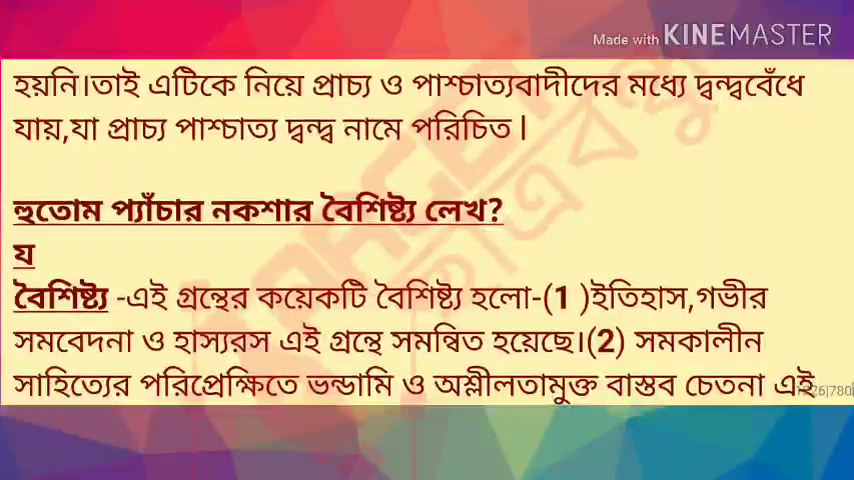 Made with KINEMASTER
হয়নি।তাই এটিকে নিয়ে প্রাচ্য ও পাশ্চাত্যবাদীদের মধ্যে দ্বন্দ্ববেঁধে
যায়,যা প্রাচ্য পাশ্চাত্য দ্বন্দ্ব নামে পরিচিত l
হুতোম প্যাঁচার নকশার বৈশিষ্ট্য লেখ?
য
বৈশিষ্ট্য -এই গ্রন্থের কয়েকটি বৈশিষ্ট্য হলো-(1 )ইতিহাস,গভীর
সমবেদনা ও হাস্যরস এই গ্রন্থে সমন্বিত হয়েছে।(2) সমকালীন
সাহিত্যের পরিপ্রেক্ষিতে ভন্ডামি ও অশ্লীলতামুক্ত বাস্তব চেতনা এই